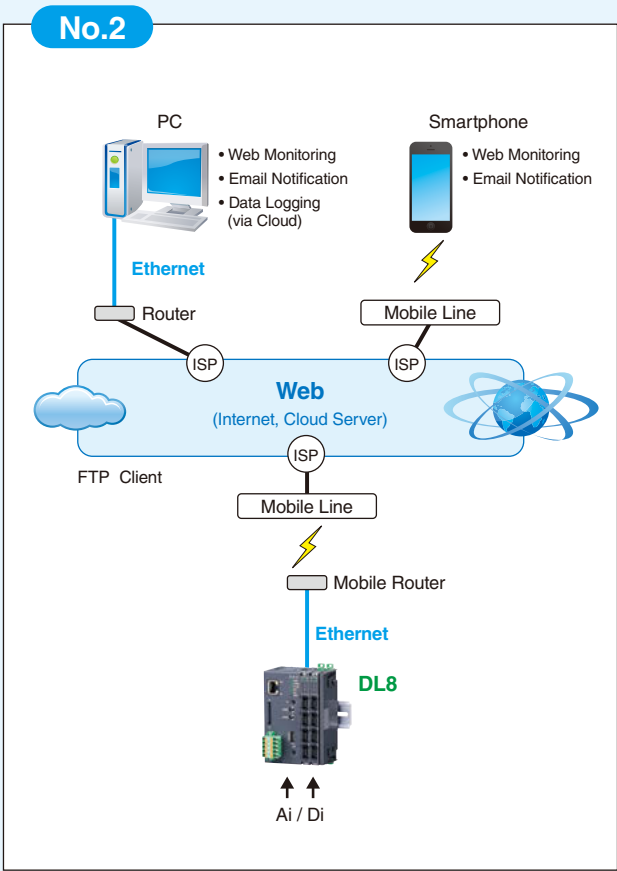 No.2
PC
• Web Monitoring
• Email Notification
• Data Logging
(via Cloud)
Smartphone
• Web Monitoring
• Email Notification
Ethernet
Router
Mobile Line
ISP
ISP
Web
(Internet, Cloud Server)
ISP
FTP Client
Mobile Line
Mobile Router
Ethernet
DL8
Ai / Di